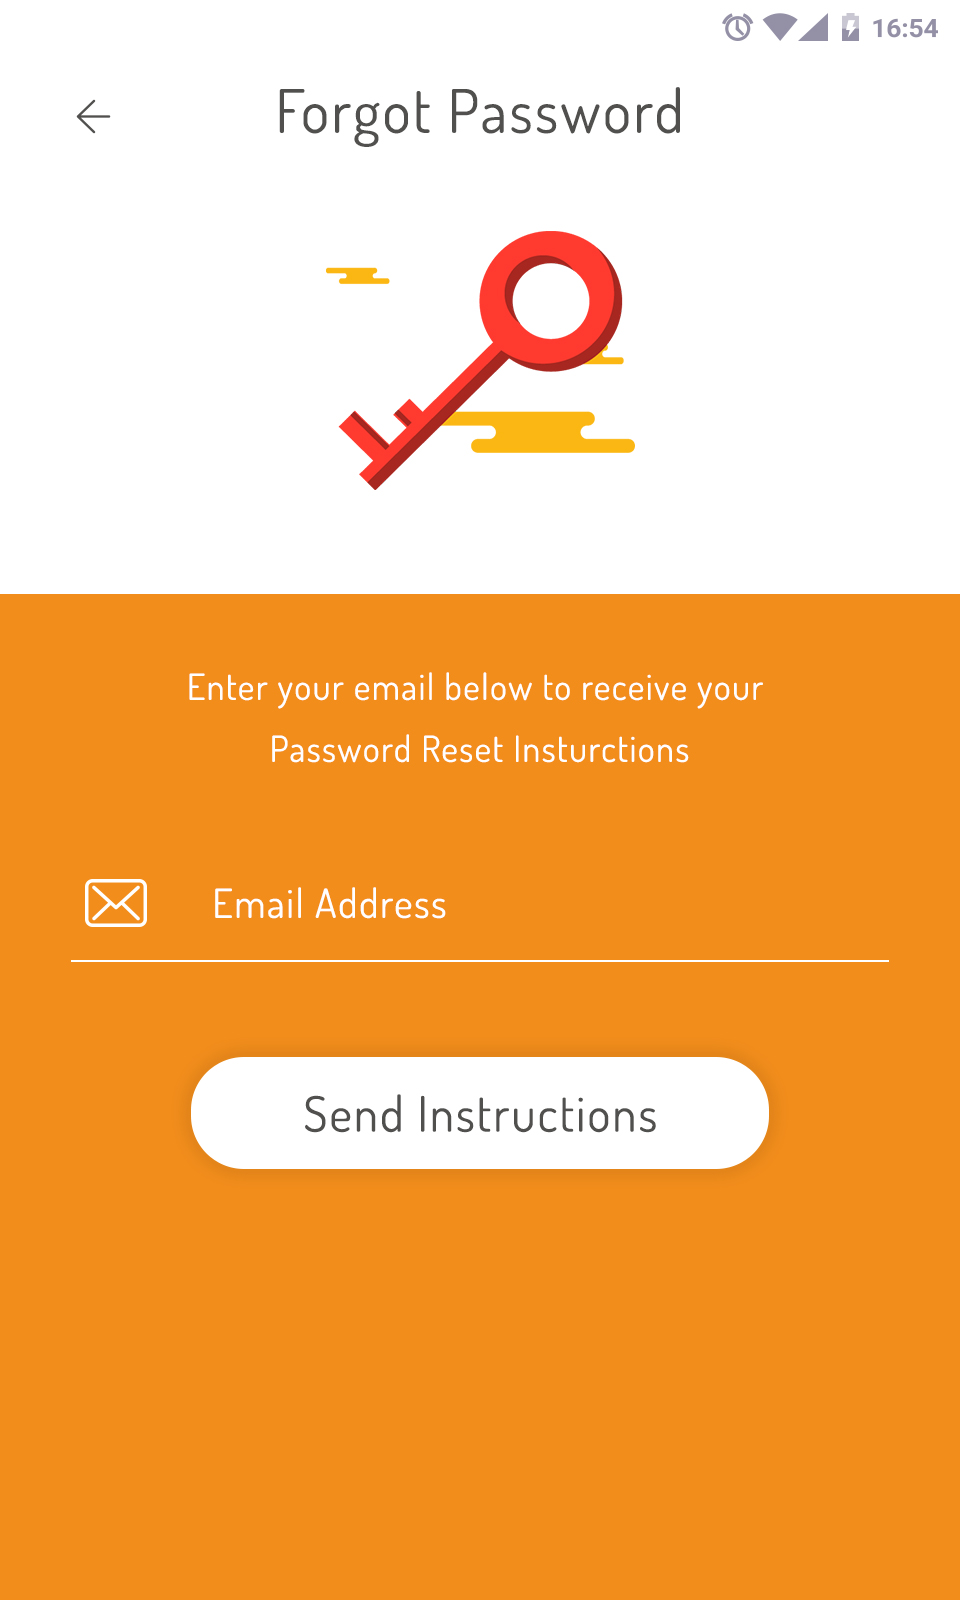 16:54
Forgot Password
Enter your email below to receive your
Password Reset Insturctions
Email Address
Send Instructions